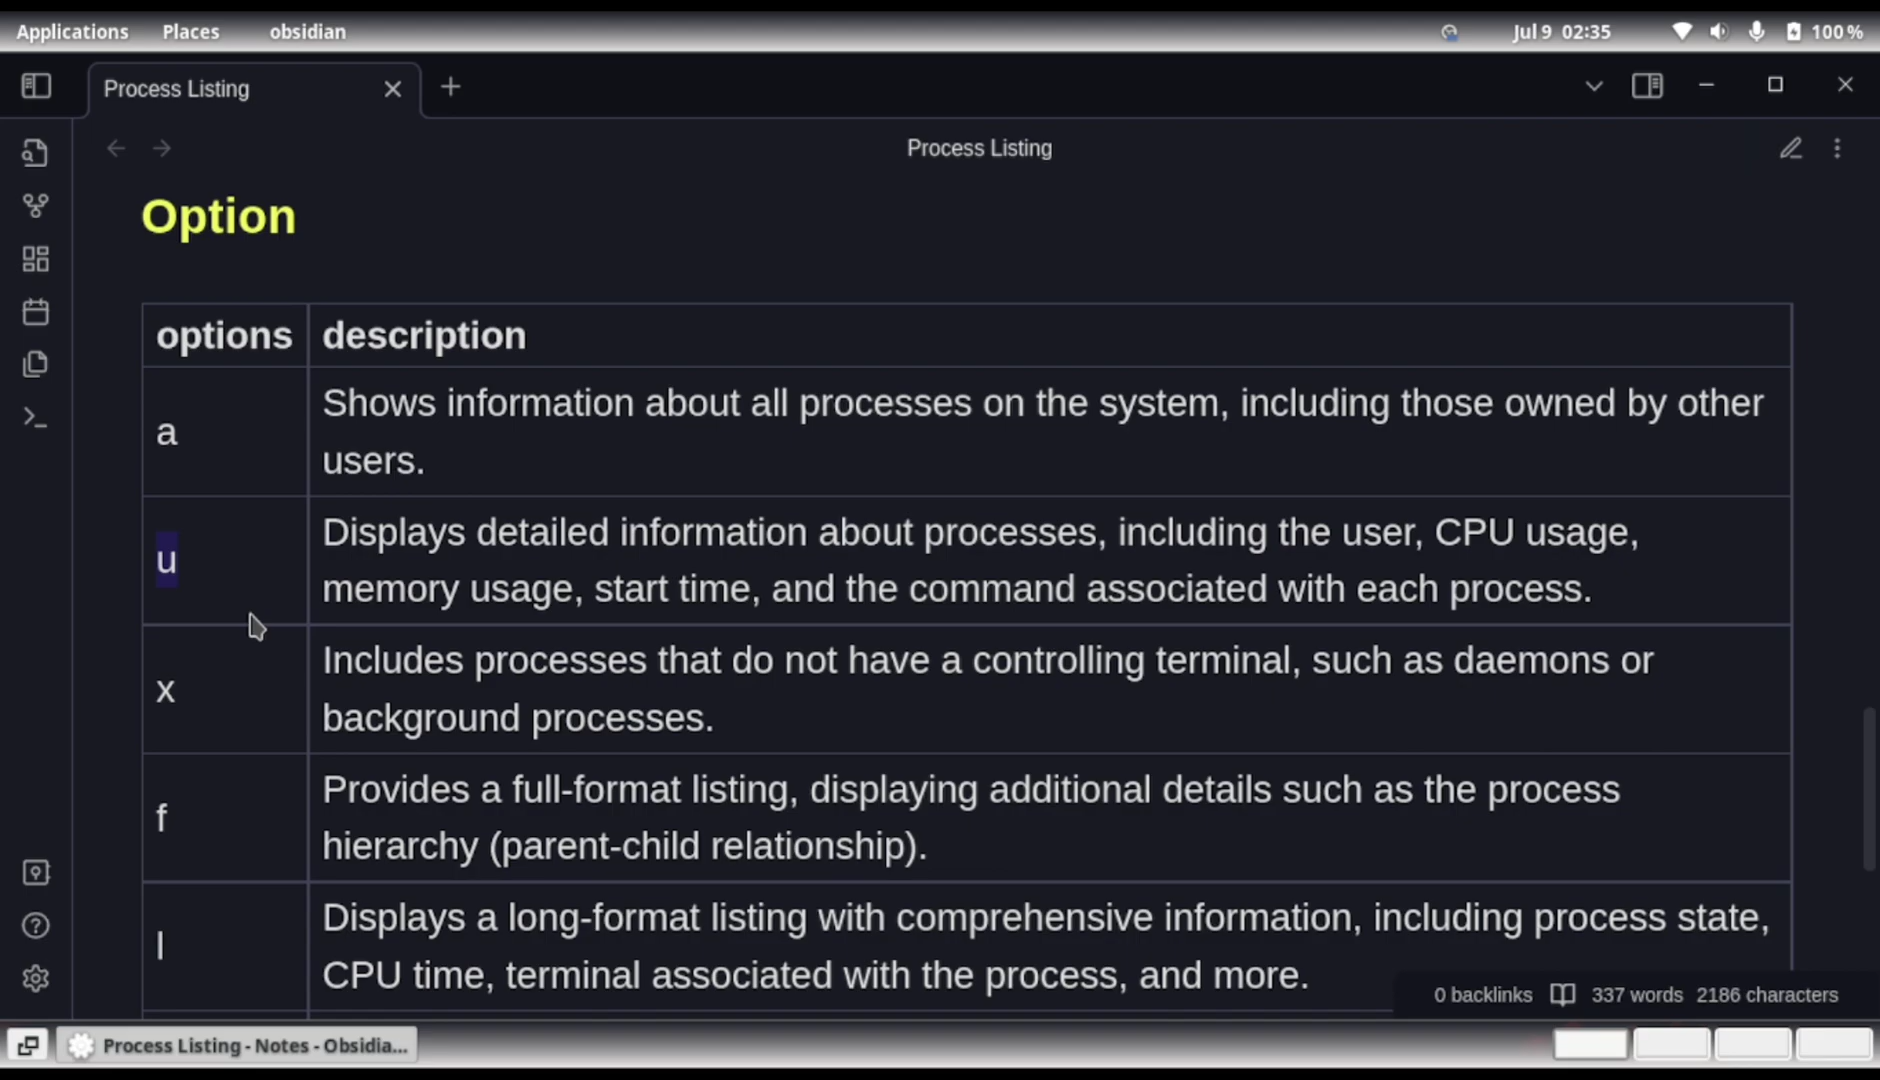 Applications Places obsidian Jul 9 02:35 100%
Process Listing
Process Listing
Option
options description
a Shows information about all processes on the system, including those owned by other
users.
u Displays detailed information about processes, including the user, CPU usage,
memory usage, start time, and the command associated with each process.
x Includes processes that do not have a controlling terminal, such as daemons or
background processes.
f Provides a full-format listing, displaying additional details such as the process
hierarchy (parent-child relationship).
l Displays a long-format listing with comprehensive information, including process state,
CPU time, terminal associated with the process, and more.
0 backlinks 337 words 2186 characters
Process Listing - Notes - Obsidia...